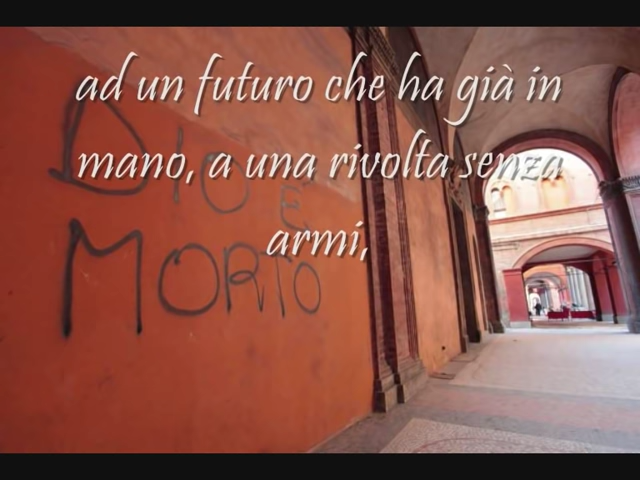 ad un futuro che ha già in
mano, a una rivolta senza
armi,
DIO È
MORTO